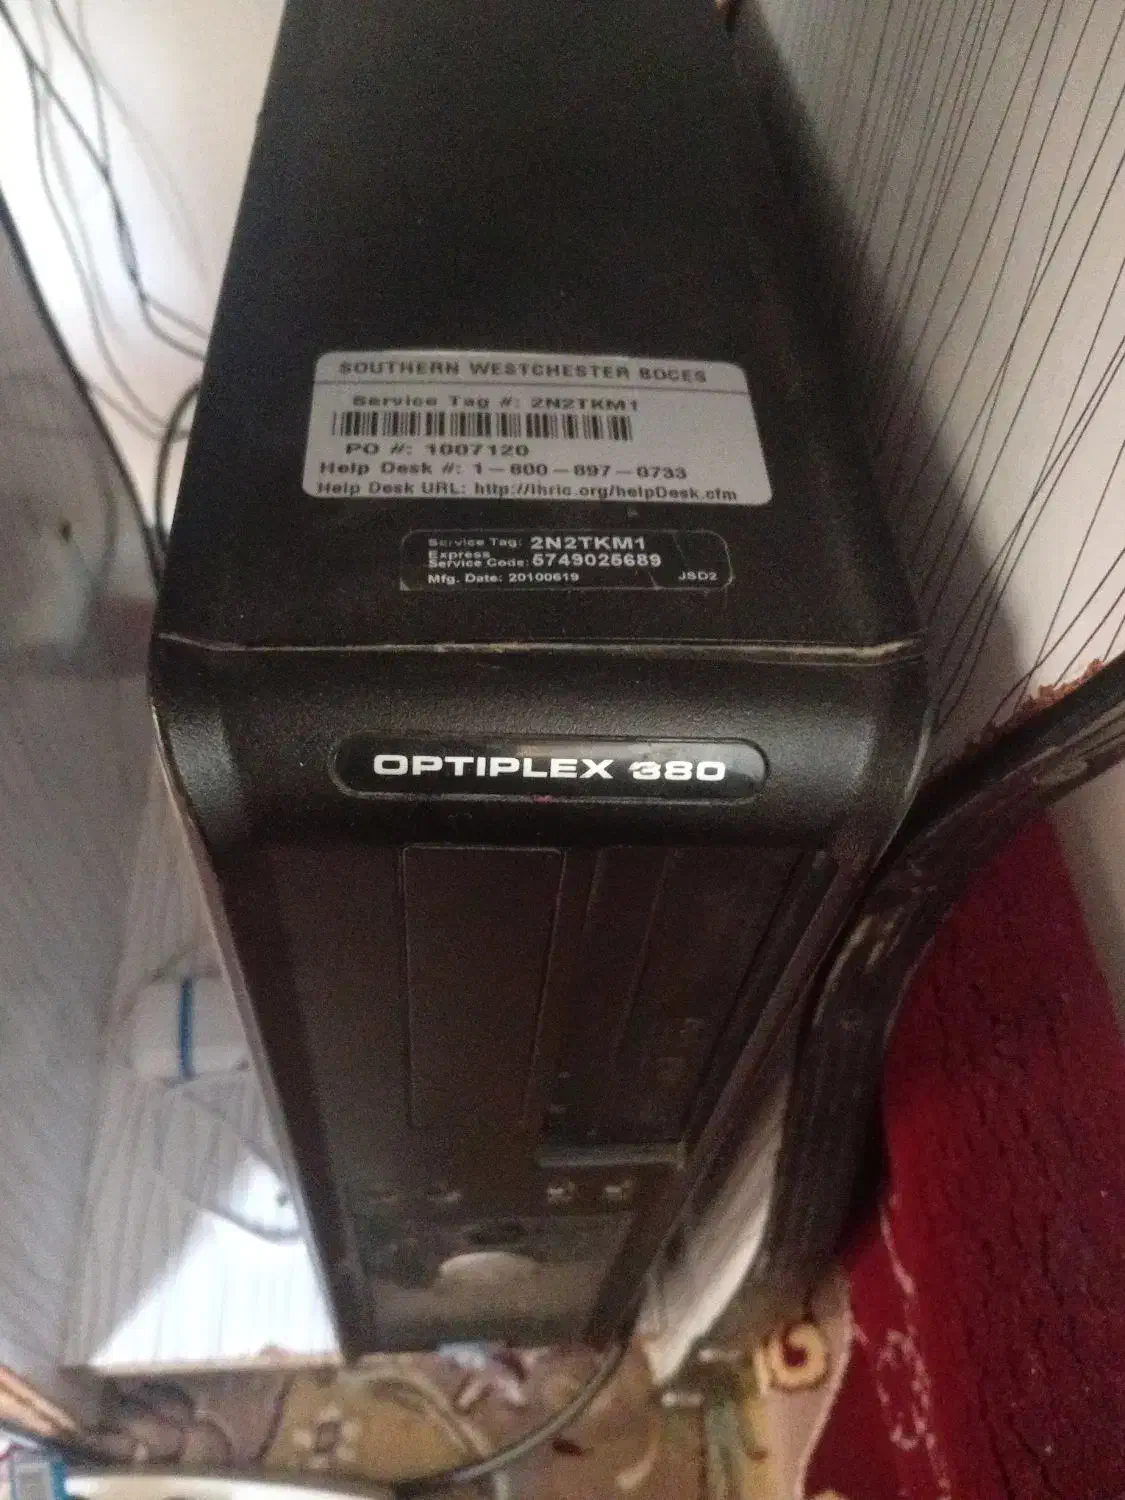 SOUTHERN WESTCHESTER BOCES
Service Tag #: 2N2TKM1
PO #: 1007120
Help Desk #: 1-800-897-0733
Help Desk URL: http://lhric.org/helpDesk.cfm
Service Tag: 2N2TKM1
Express
Service Code: 5749025689
Mfg. Date: 20100619 JSD2
OPTIPLEX 380